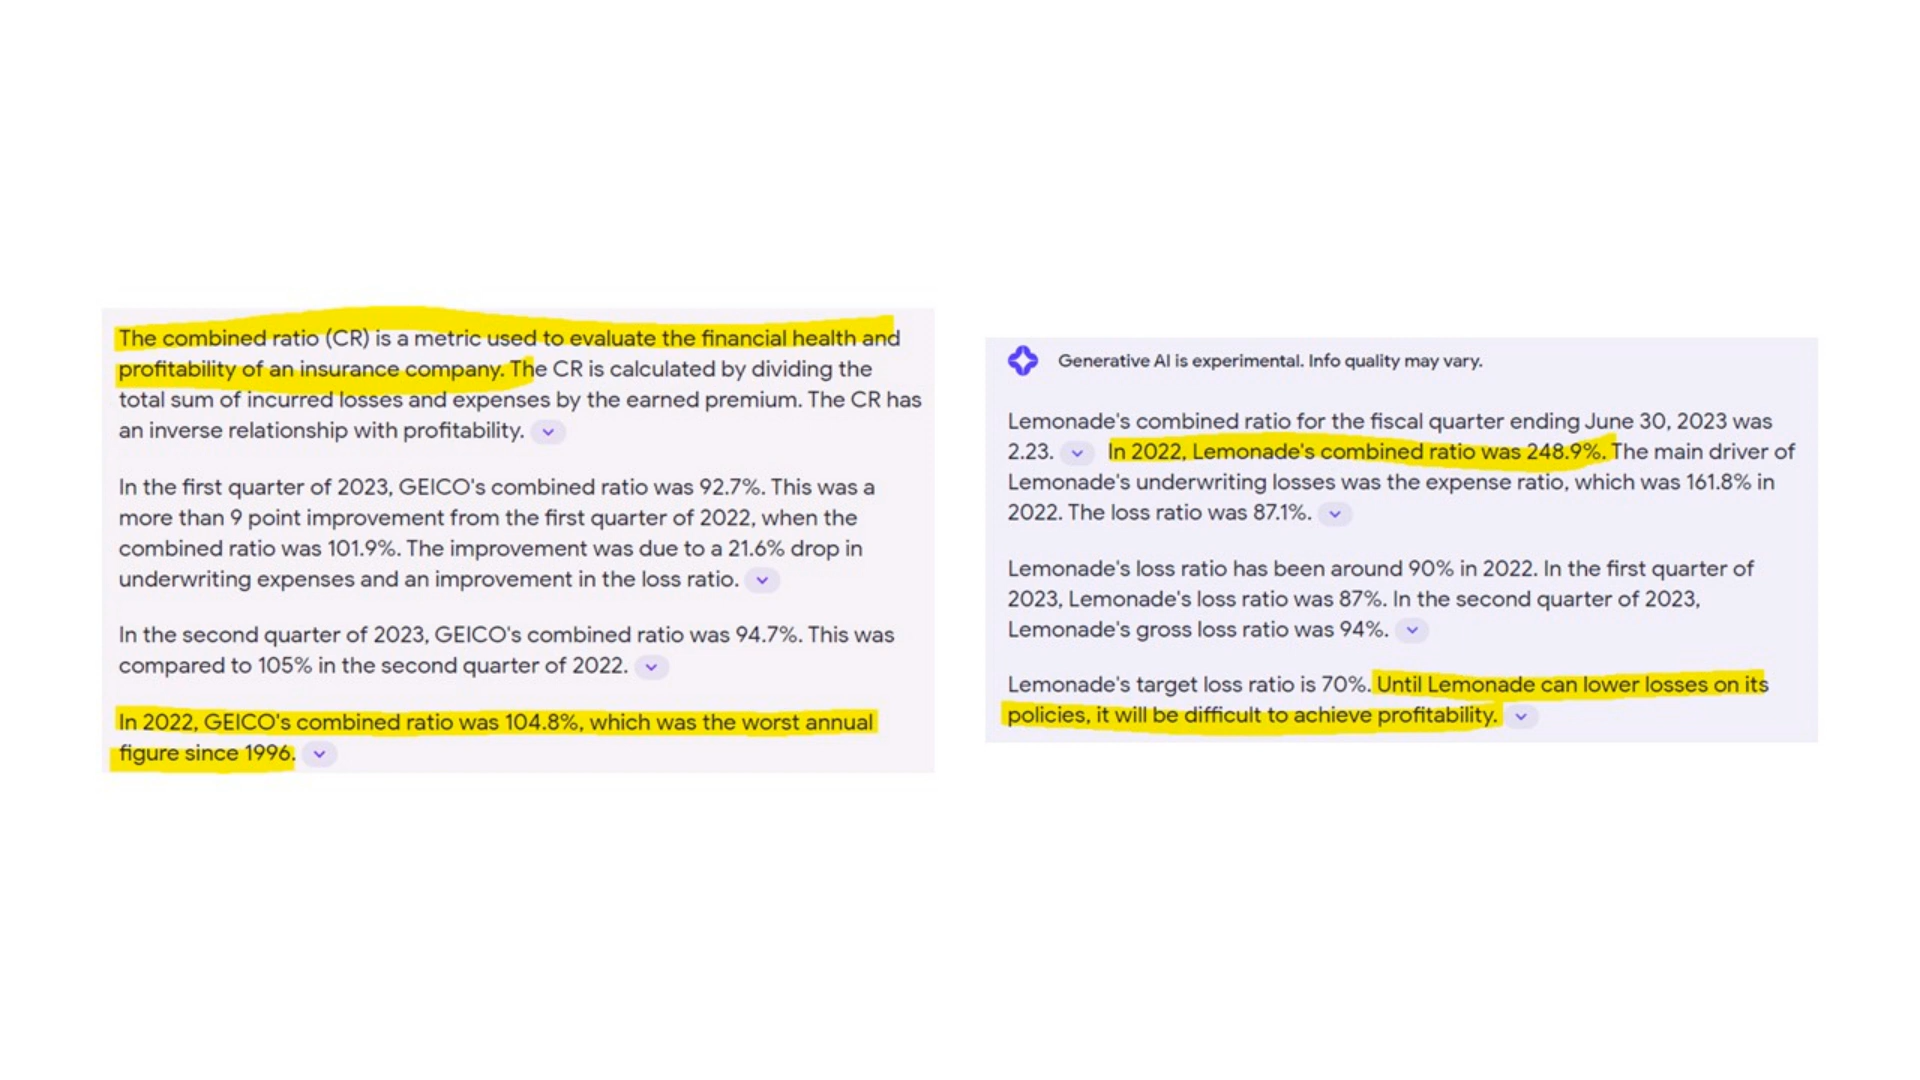 The combined ratio (CR) is a metric used to evaluate the financial health and
profitability of an insurance company. The CR is calculated by dividing the
total sum of incurred losses and expenses by the earned premium. The CR has
an inverse relationship with profitability.
In the first quarter of 2023, GEICO's combined ratio was 92.7%. This was a
more than 9 point improvement from the first quarter of 2022, when the
combined ratio was 101.9%. The improvement was due to a 21.6% drop in
underwriting expenses and an improvement in the loss ratio.
In the second quarter of 2023, GEICO's combined ratio was 94.7%. This was
compared to 105% in the second quarter of 2022.
In 2022, GEICO's combined ratio was 104.8%, which was the worst annual
figure since 1996.
Generative AI is experimental. Info quality may vary.
Lemonade's combined ratio for the fiscal quarter ending June 30, 2023 was
2.23. In 2022, Lemonade's combined ratio was 248.9%. The main driver of
Lemonade's underwriting losses was the expense ratio, which was 161.8% in
2022. The loss ratio was 87.1%.
Lemonade's loss ratio has been around 90% in 2022. In the first quarter of
2023, Lemonade's loss ratio was 87%. In the second quarter of 2023,
Lemonade's gross loss ratio was 94%.
Lemonade's target loss ratio is 70%. Until Lemonade can lower losses on its
policies, it will be difficult to achieve profitability.